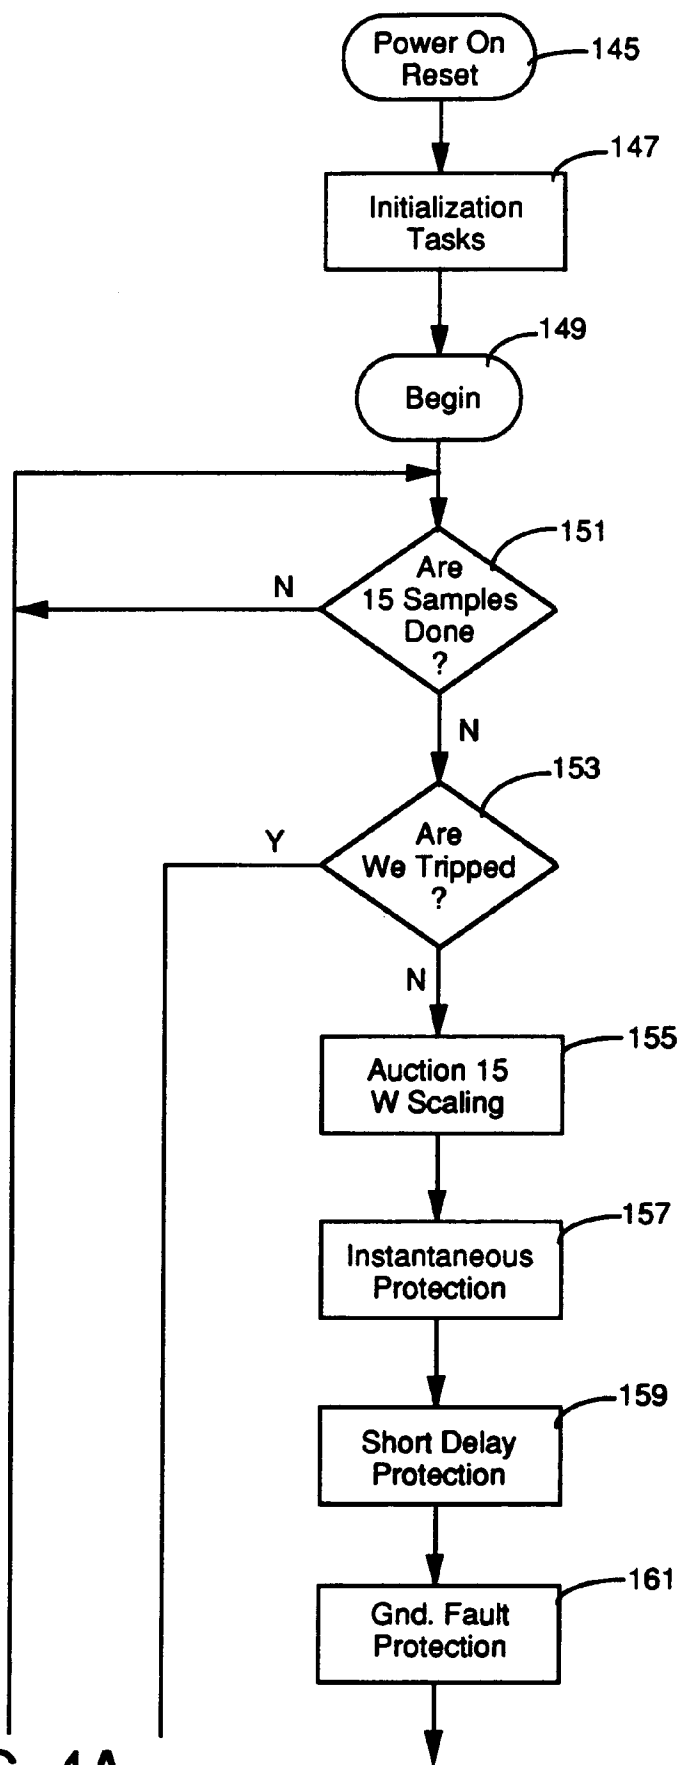 Power On
Reset
145
147
Initialization
Tasks
149
Begin
151
Are
15 Samples
Done
?
N
N
153
Are
We Tripped
?
Y
N
155
Auction 15
W Scaling
157
Instantaneous
Protection
159
Short Delay
Protection
161
Gnd. Fault
Protection